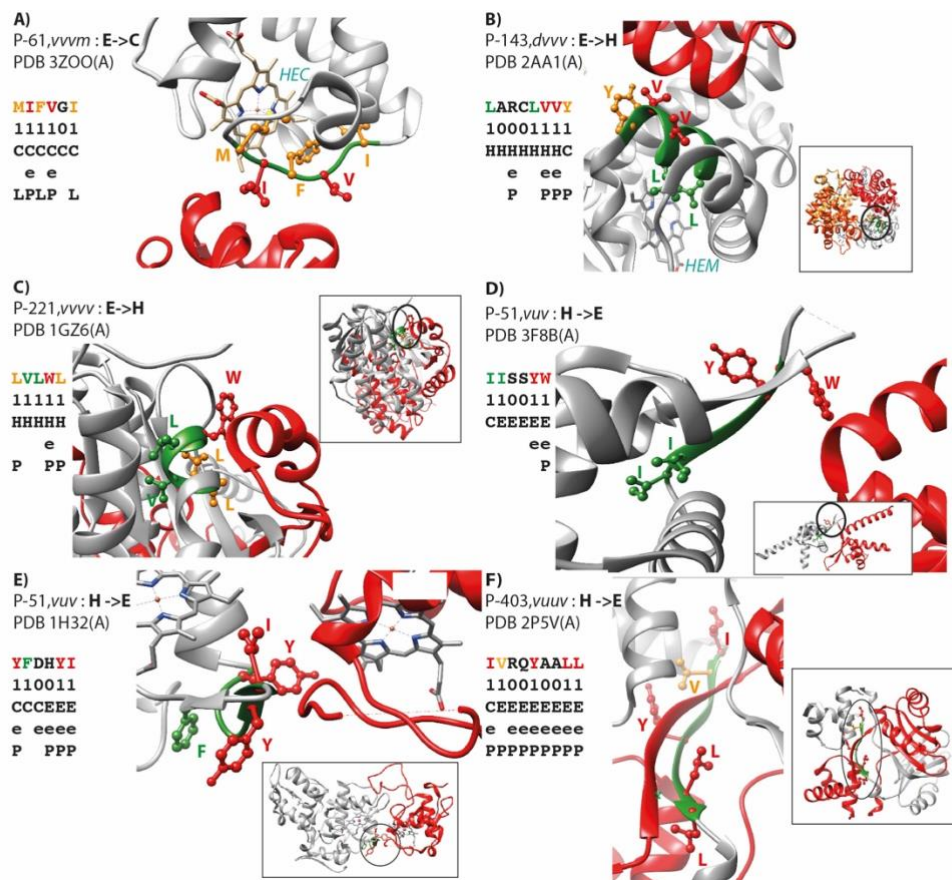 A)
P-61,vvvm : E->C
PDB 3ZOO(A)
MIFVGI
111101
CCCCCC
e e
LPLP L
HEC
M
I
F
V
I
B)
P-143,dvvv : E->H
PDB 2AA1(A)
LARCLVVY
10001111
HHHHHHHC
e ee
P PPP
Y
V
V
L
L
HEM
C)
P-221,vvvv : E->H
PDB 1GZ6(A)
LVLWL
11111
HHHHH
e
P PP
L
W
L
V
L
D)
P-51,vuv : H ->E
PDB 3F8B(A)
IISSYW
110011
CEEEEE
ee
P
Y
W
I
I
E)
P-51,vuv : H ->E
PDB 1H32(A)
YFDHYI
110011
CCCEEE
e eeee
P PPP
I
Y
F
Y
F)
P-403,vuuv : H ->E
PDB 2P5V(A)
IVRQYAALL
110010011
CEEEEEEEE
e eeeeeee
PPPPPPPPP
I
V
Y
L
L